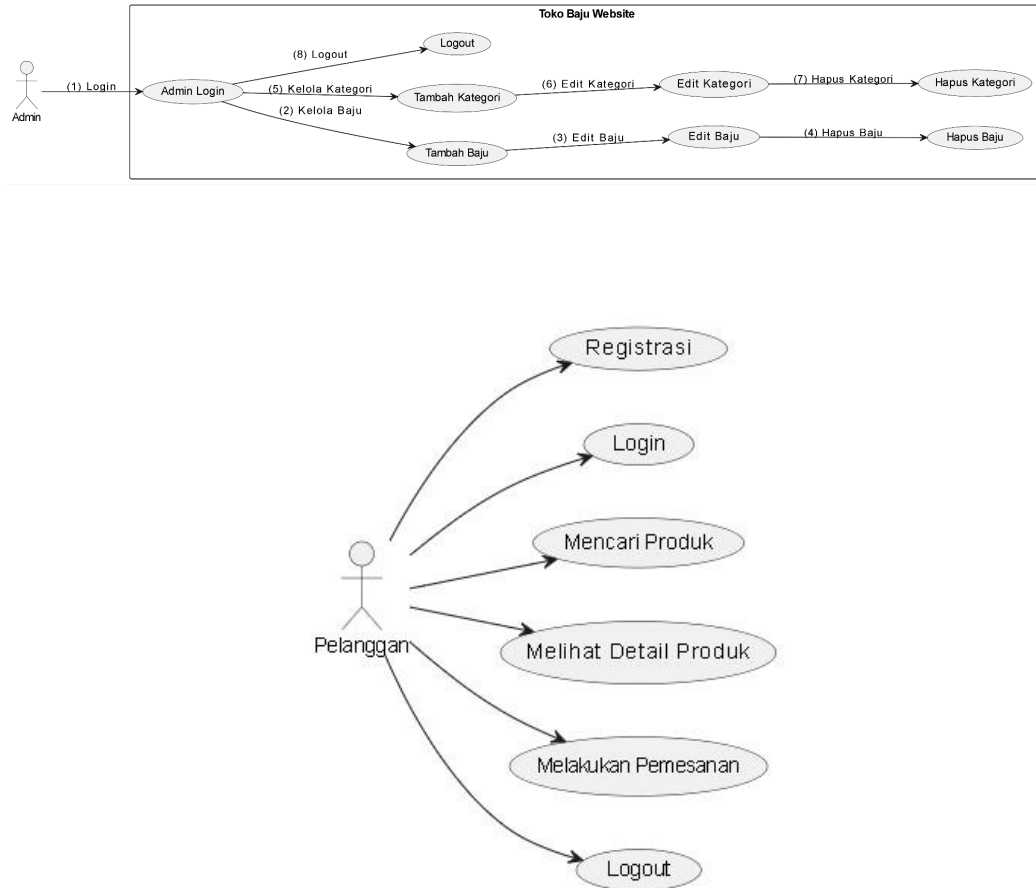 Toko Baju Website
Logout
(8) Logout
(1) Login
Admin Login
(5) Kelola Kategori
Tambah Kategori
(6) Edit Kategori
Edit Kategori
(7) Hapus Kategori
Hapus Kategori
Admin
(2) Kelola Baju
Tambah Baju
(3) Edit Baju
Edit Baju
(4) Hapus Baju
Hapus Baju
Registrasi
Login
Mencari Produk
Pelanggan
Melihat Detail Produk
Melakukan Pemesanan
Logout